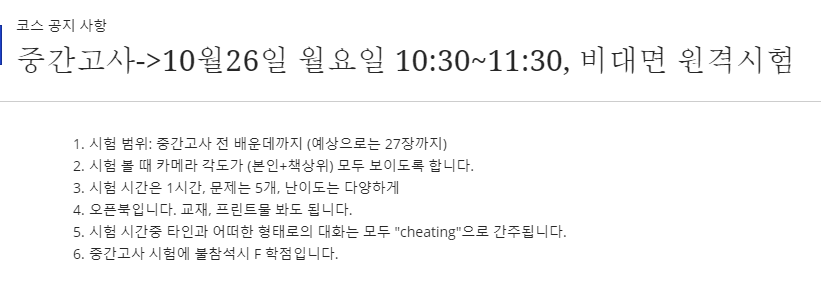 코스 공지 사항
중간고사->10월26일 월요일 10:30~11:30, 비대면 원격시험
1. 시험 범위: 중간고사 전 배운데까지 (예상으로는 27장까지)
2. 시험 볼 때 카메라 각도가 (본인+책상위) 모두 보이도록 합니다.
3. 시험 시간은 1시간, 문제는 5개, 난이도는 다양하게
4. 오픈북입니다. 교재, 프린트물 봐도 됩니다.
5. 시험 시간중 타인과 어떠한 형태로의 대화는 모두 "cheating"으로 간주됩니다.
6. 중간고사 시험에 불참석시 F 학점입니다.